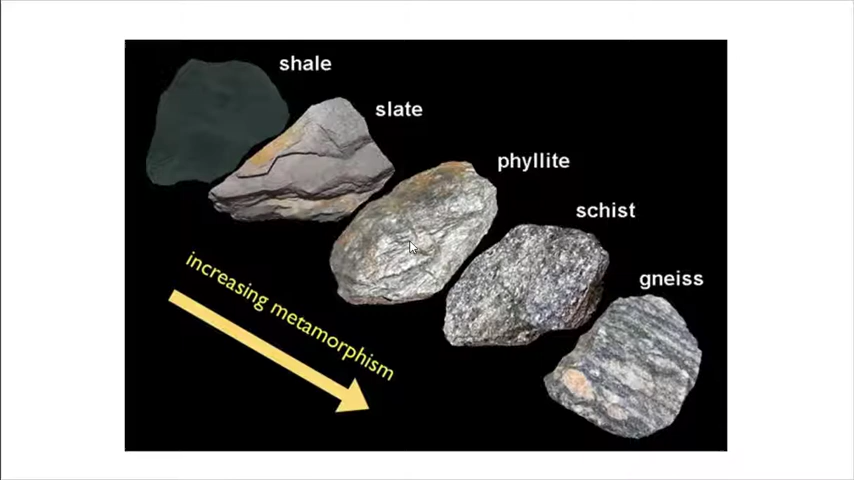 shale
slate
phyllite
schist
gneiss
increasing metamorphism